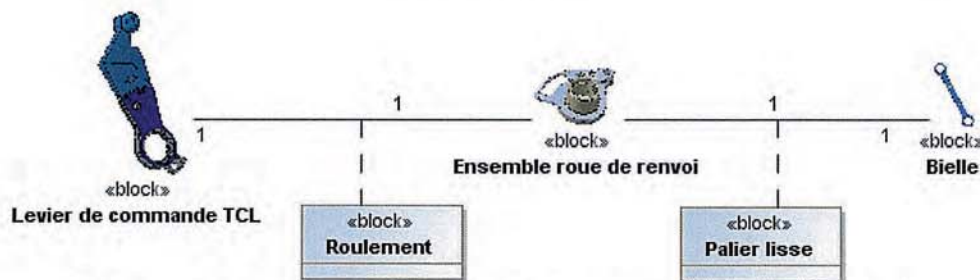 1
1
1
1
«block»
«block»
Ensemble roue de renvoi
Bielle
«block»
Levier de commande TCL
«block»
Roulement
«block»
Palier lisse